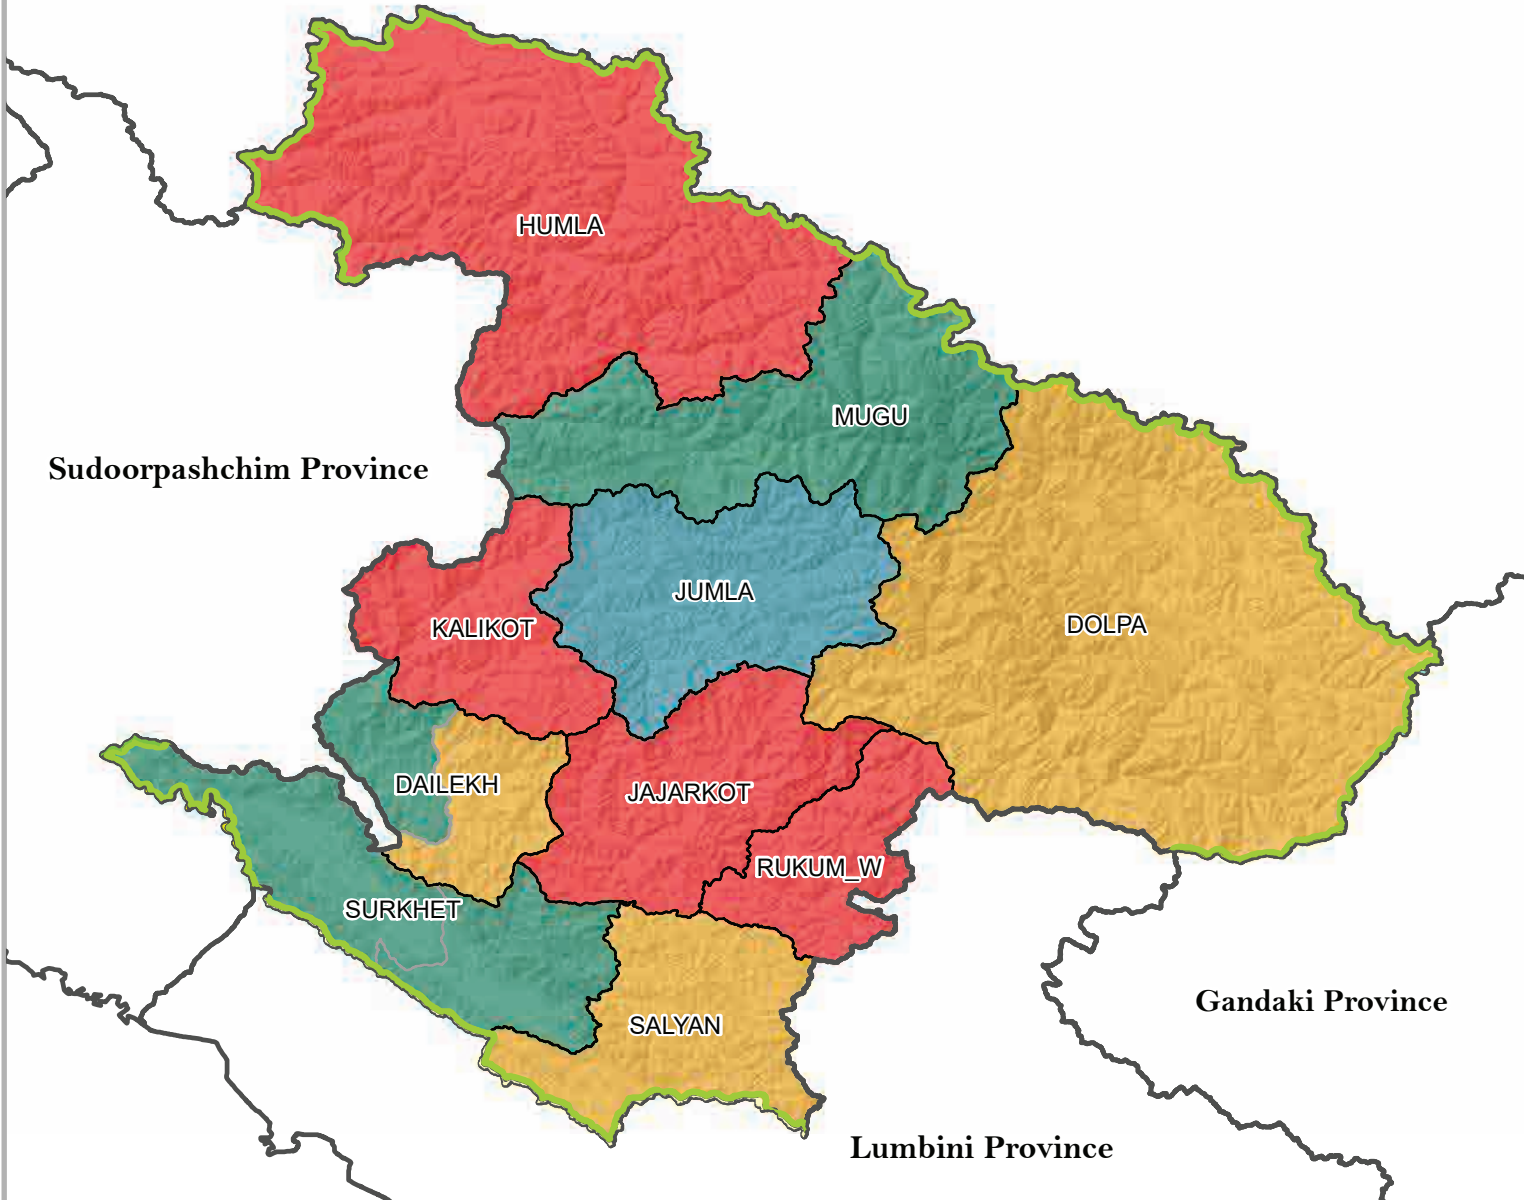 HUMLA
MUGU
Sudoorpashchim Province
JUMLA
KALIKOT
DOLPA
DAILEKH
JAJARKOT
RUKUM_W
SURKHET
Gandaki Province
SALYAN
Lumbini Province